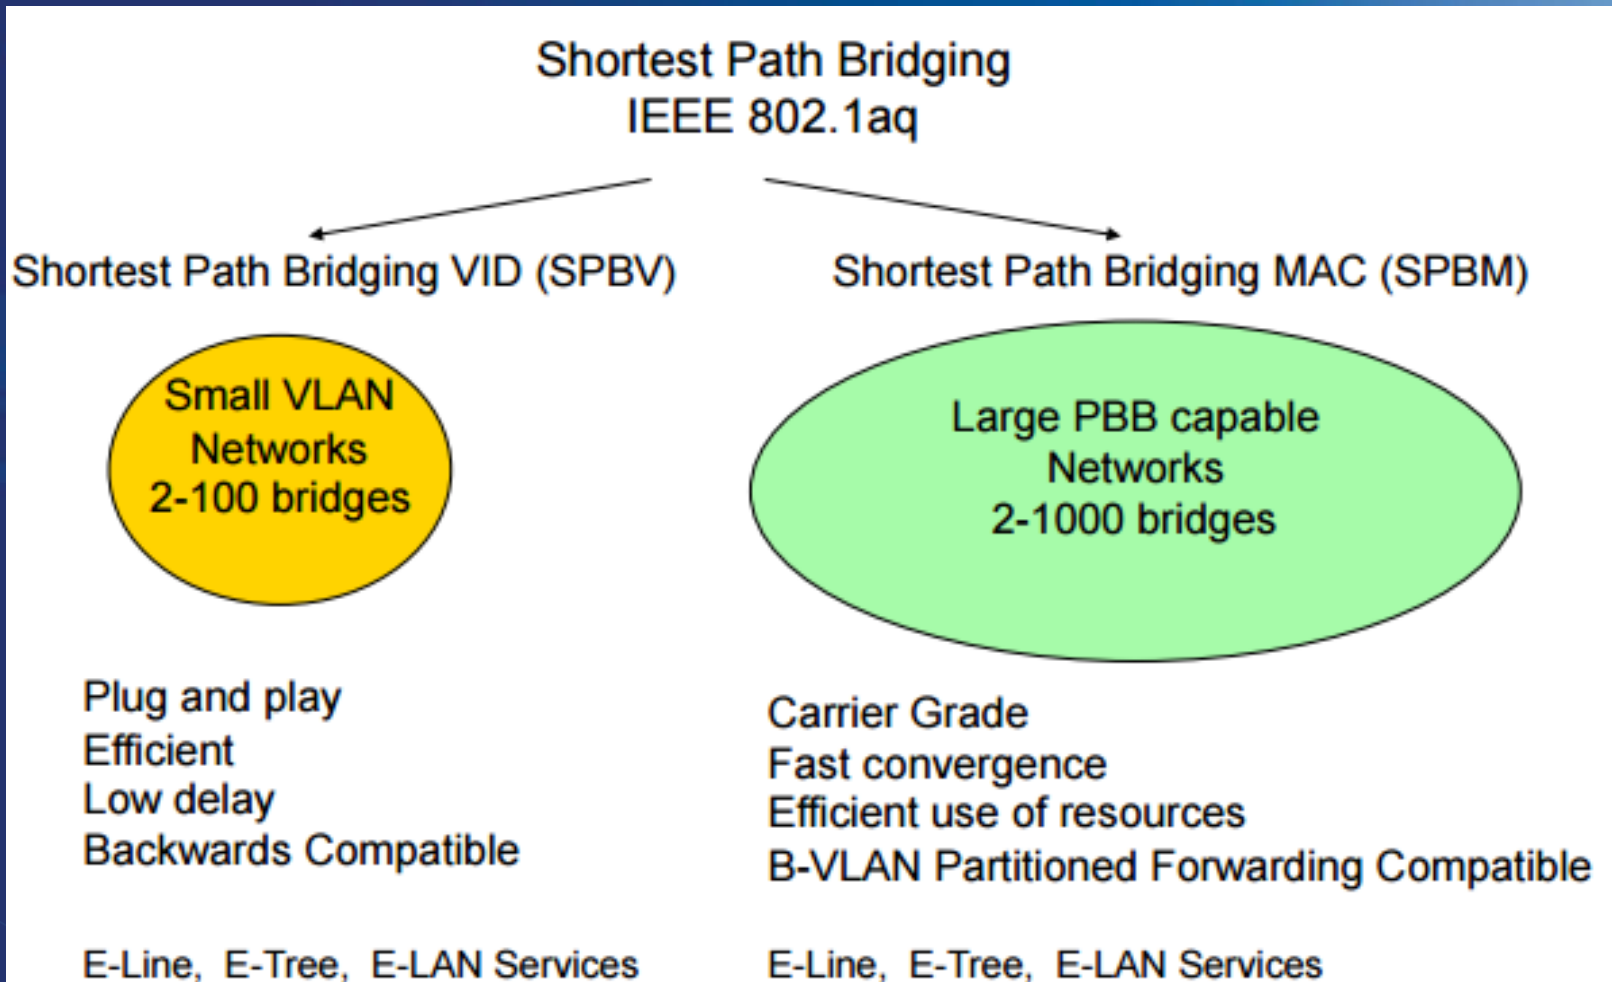 Shortest Path Bridging
IEEE 802.1aq
Shortest Path Bridging VID (SPBV)
Small VLAN
Networks
2-100 bridges
Plug and play
Efficient
Low delay
Backwards Compatible
E-Line, E-Tree, E-LAN Services
Shortest Path Bridging MAC (SPBM)
Large PBB capable
Networks
2-1000 bridges
Carrier Grade
Fast convergence
Efficient use of resources
B-VLAN Partitioned Forwarding Compatible
E-Line, E-Tree, E-LAN Services